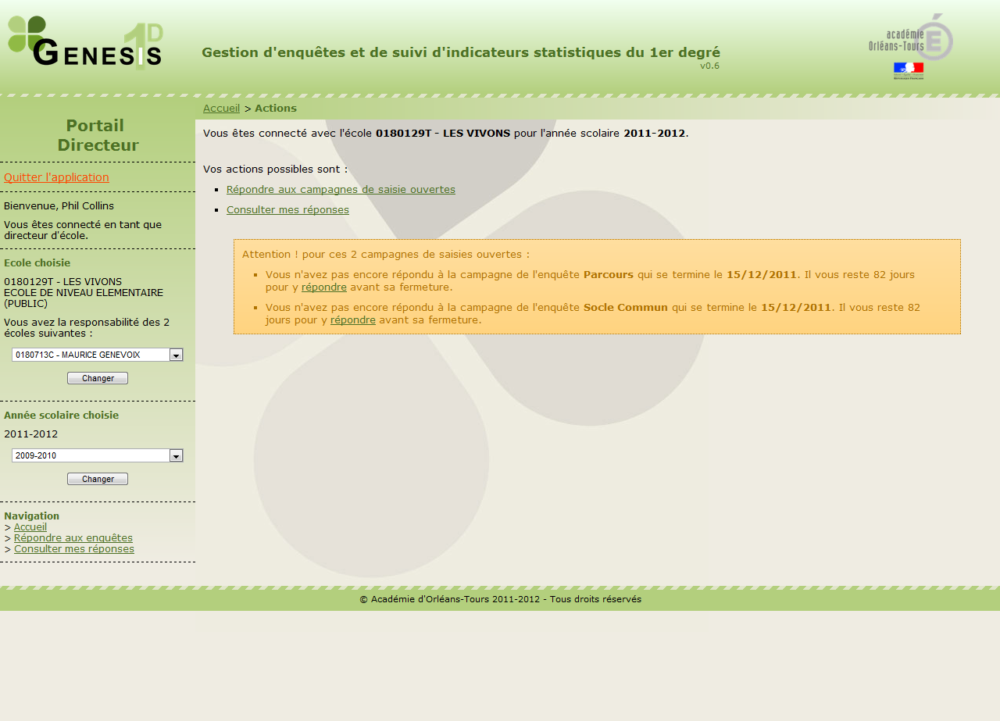 GENESIS 1D
Gestion d'enquêtes et de suivi d'indicateurs statistiques du 1er degré
v0.6
académie
Orléans-Tours
É
Portail
Directeur
Quitter l'application
Bienvenue, Phil Collins
Vous êtes connecté en tant que
directeur d'école.
Ecole choisie
0180129T - LES VIVONS
ECOLE DE NIVEAU ELEMENTAIRE
(PUBLIC)
Vous avez la responsabilité des 2
écoles suivantes :
0180713C - MAURICE GENEVOIX
Changer
Année scolaire choisie
2011-2012
2009-2010
Changer
Navigation
> Accueil
> Répondre aux enquêtes
> Consulter mes réponses
Accueil > Actions
Vous êtes connecté avec l'école 0180129T - LES VIVONS pour l'année scolaire 2011-2012.
Vos actions possibles sont :
Répondre aux campagnes de saisie ouvertes
Consulter mes réponses
Attention ! pour ces 2 campagnes de saisies ouvertes :
Vous n'avez pas encore répondu à la campagne de l'enquête Parcours qui se termine le 15/12/2011. Il vous reste 82 jours
pour y répondre avant sa fermeture.
Vous n'avez pas encore répondu à la campagne de l'enquête Socle Commun qui se termine le 15/12/2011. Il vous reste 82
jours pour y répondre avant sa fermeture.
© Académie d'Orléans-Tours 2011-2012 - Tous droits réservés